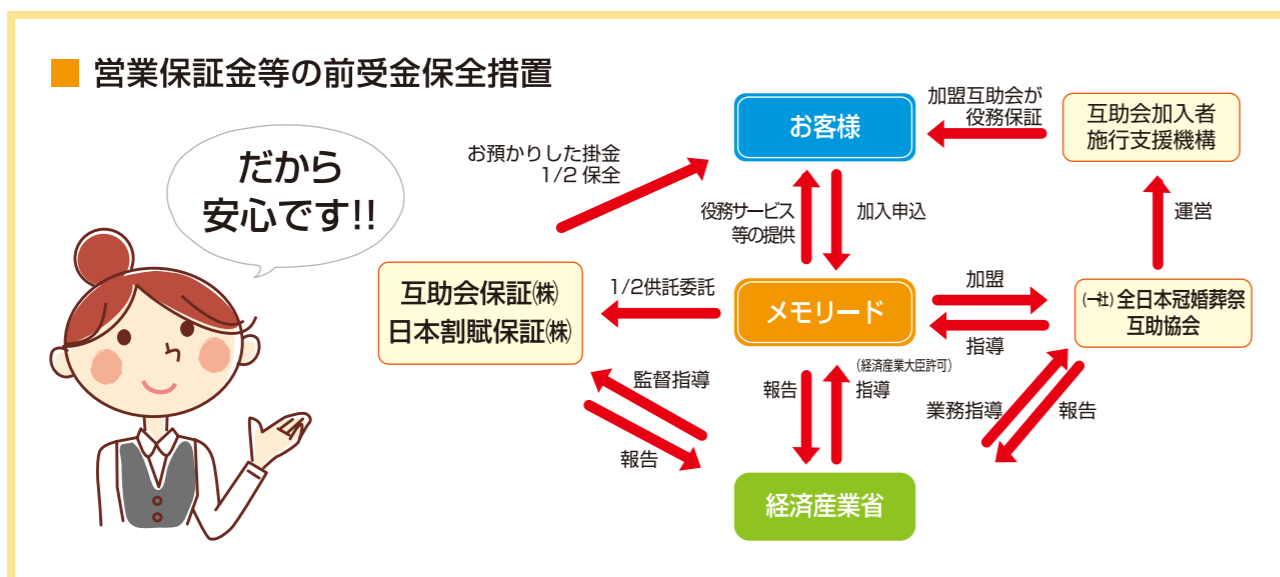 営業保証金等の前受金保全措置
だから
安心です!!
お預かりした掛金
1/2 保全
お客様
加盟互助会が
役務保証
互助会加入者
施行支援機構
役務サービス
等の提供
加入申込
運営
互助会保証㈱
日本割賦保証㈱
1/2供託委託
メモリード
加盟
指導
(一社)全日本冠婚葬祭
互助協会
監督指導
報告
報告
(経済産業大臣許可)
指導
業務指導
報告
経済産業省